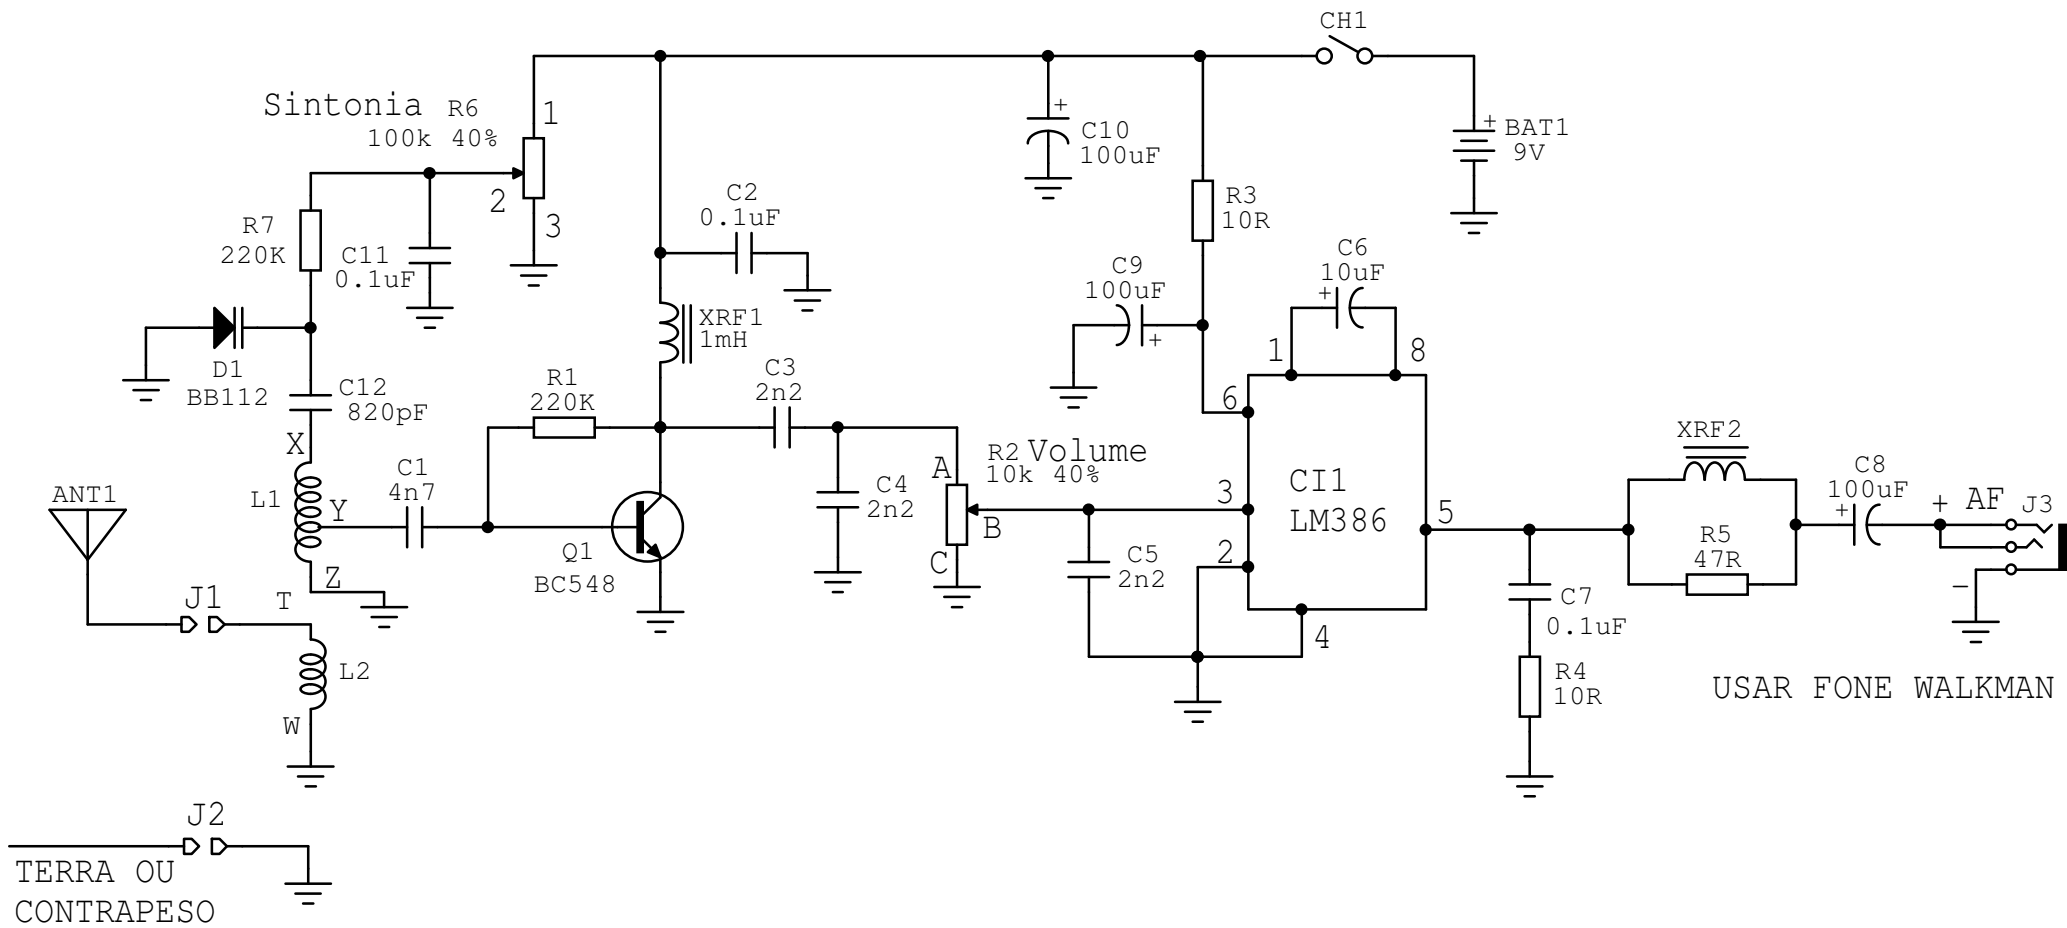 CH1
Sintonia R6
100k 40%
1
2
3
+
C10
100uF
+
BAT1
9V
R7
220K
C11
0.1uF
C2
0.1uF
R3
10R
C6
10uF
+
C9
100uF
+
XRF1
1mH
D1
BB112
C12
820pF
R1
220K
C3
2n2
1
8
6
X
L1
Y
Z
C1
4n7
ANT1
Q1
BC548
C4
2n2
R2 Volume
10k 40%
A
B
C
C5
2n2
3
2
CI1
LM386
5
4
XRF2
R5
47R
C8
100uF
+
+ AF
J3
-
C7
0.1uF
R4
10R
USAR FONE WALKMAN
J1
T
L2
W
J2
TERRA OU
CONTRAPESO